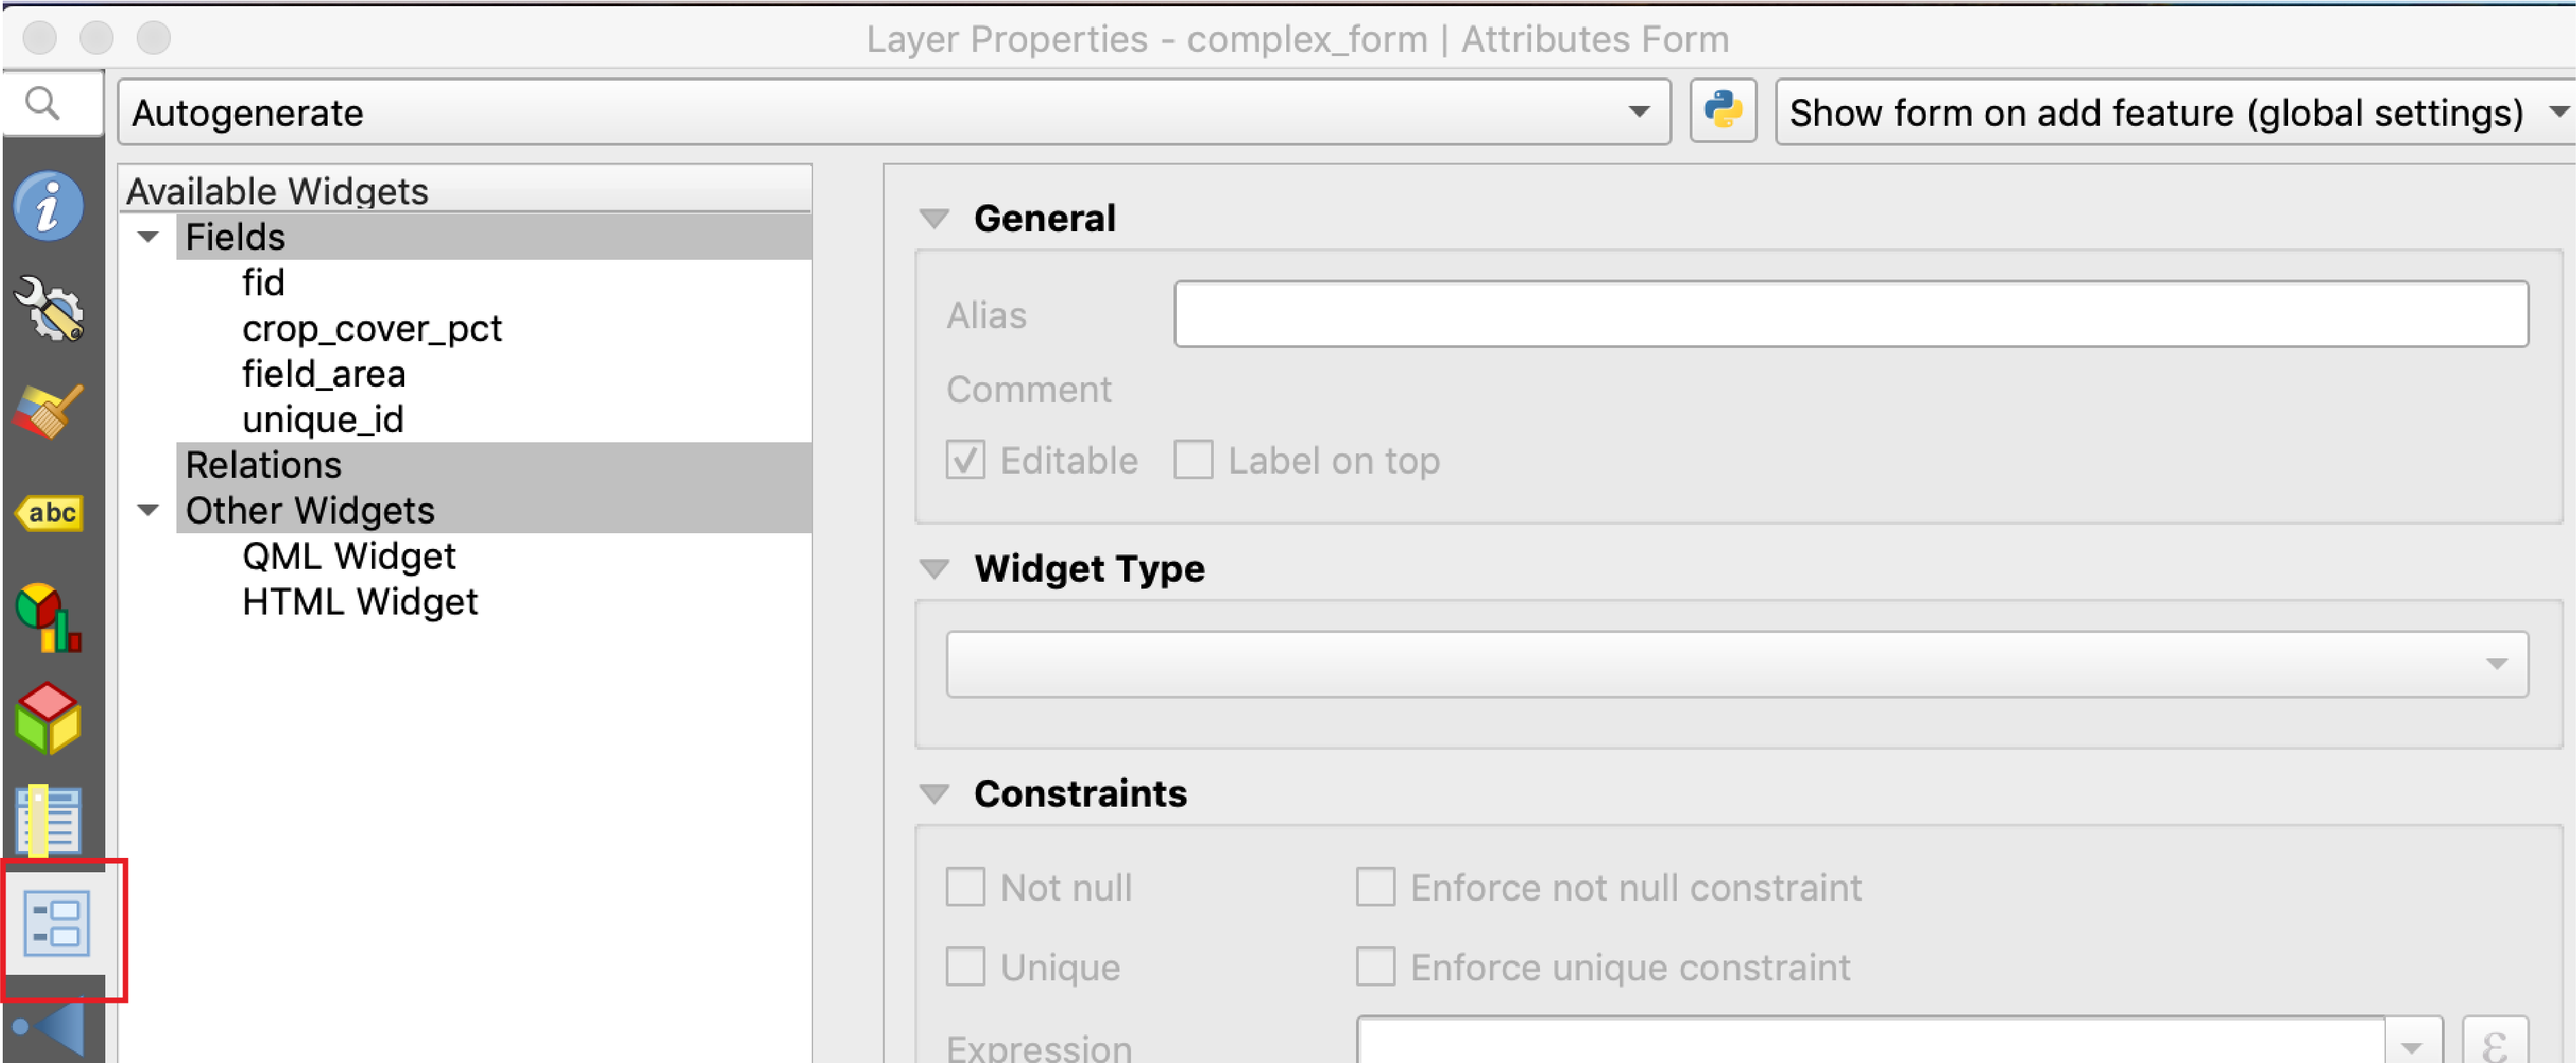 Layer Properties - complex_form | Attributes Form
Autogenerate
Show form on add feature (global settings)
Available Widgets
Fields
fid
crop_cover_pct
field_area
unique_id
Relations
Other Widgets
QML Widget
HTML Widget
General
Alias
Comment
Editable Label on top
Widget Type
Constraints
Not null Enforce not null constraint
Unique Enforce unique constraint
Expression
ε
abc
i